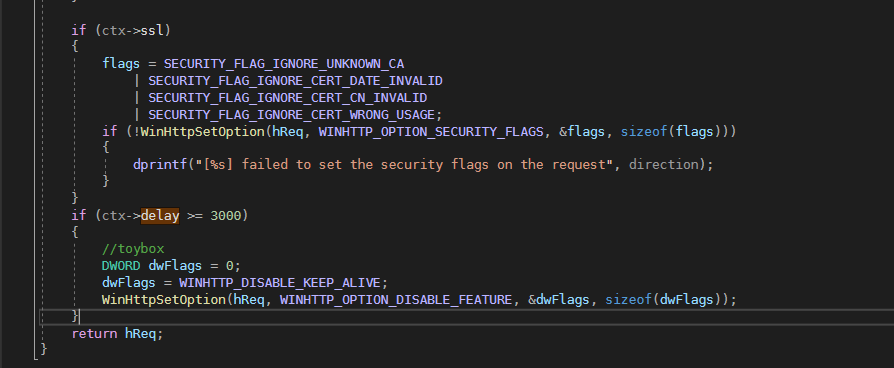 if (ctx->ssl)
{
flags = SECURITY_FLAG_IGNORE_UNKNOWN_CA
| SECURITY_FLAG_IGNORE_CERT_DATE_INVALID
| SECURITY_FLAG_IGNORE_CERT_CN_INVALID
| SECURITY_FLAG_IGNORE_CERT_WRONG_USAGE;
if (!WinHttpSetOption(hReq, WINHTTP_OPTION_SECURITY_FLAGS, &flags, sizeof(flags)))
{
dprintf("[%s] failed to set the security flags on the request", direction);
}
}
if (ctx->delay >= 3000)
{
//toybox
DWORD dwFlags = 0;
dwFlags = WINHTTP_DISABLE_KEEP_ALIVE;
WinHttpSetOption(hReq, WINHTTP_OPTION_DISABLE_FEATURE, &dwFlags, sizeof(dwFlags));
}
return hReq;
}